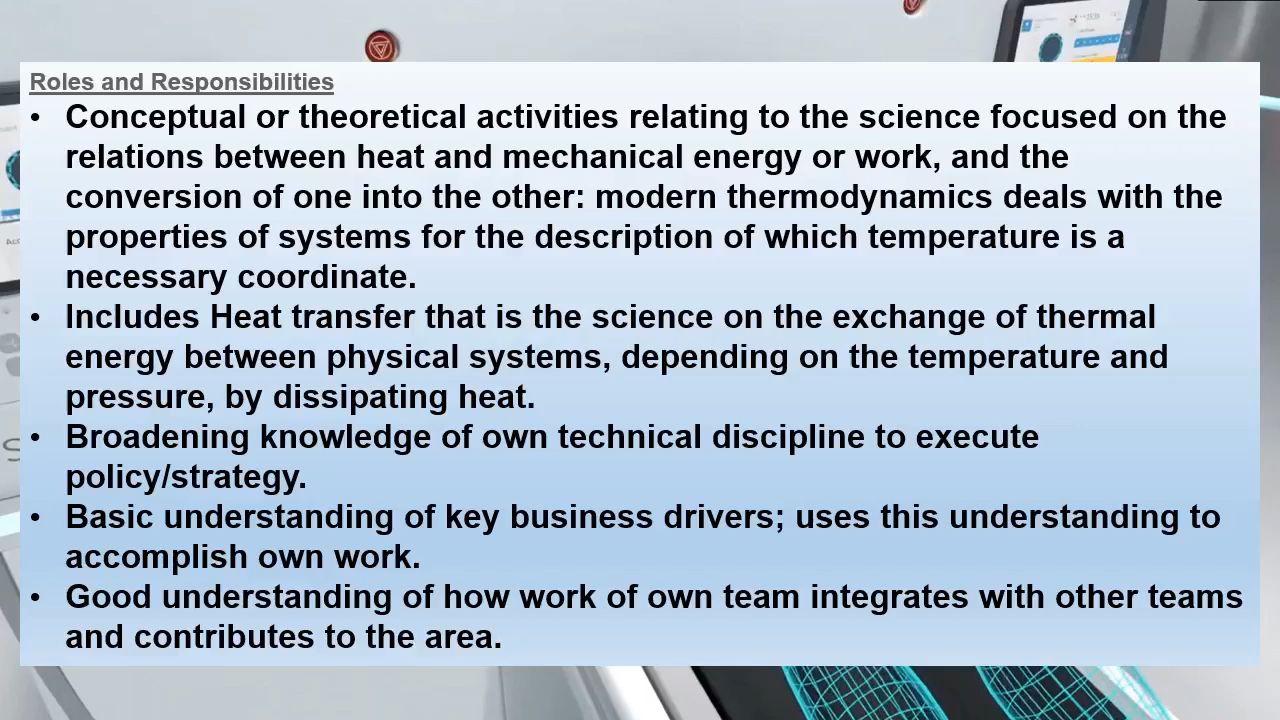 Roles and Responsibilities
• Conceptual or theoretical activities relating to the science focused on the
relations between heat and mechanical energy or work, and the
conversion of one into the other: modern thermodynamics deals with the
properties of systems for the description of which temperature is a
necessary coordinate.
• Includes Heat transfer that is the science on the exchange of thermal
energy between physical systems, depending on the temperature and
pressure, by dissipating heat.
• Broadening knowledge of own technical discipline to execute
policy/strategy.
• Basic understanding of key business drivers; uses this understanding to
accomplish own work.
• Good understanding of how work of own team integrates with other teams
and contributes to the area.